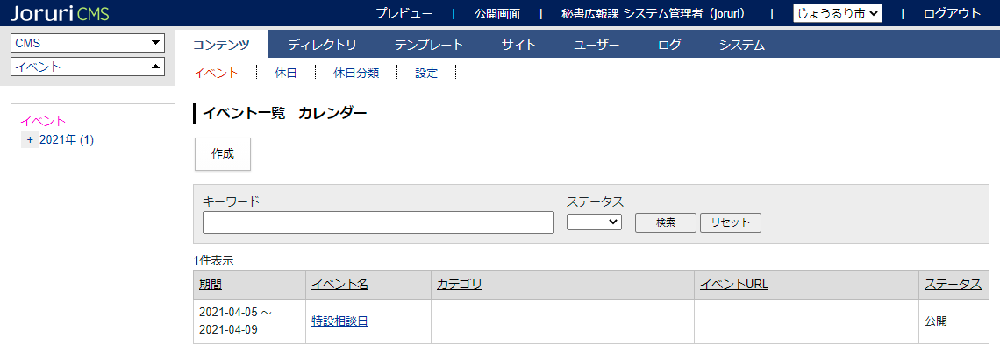 Joruri CMS
プレビュー | 公開画面 | 秘書広報課 システム管理者（joruri） | じょうるり市 | ログアウト
CMS
イベント
コンテンツ ディレクトリ テンプレート サイト ユーザー ログ システム
イベント 休日 休日分類 設定
イベント
+ 2021年 (1)
イベント一覧　カレンダー
作成
キーワード ステータス
検索 リセット
1件表示
期間 イベント名 カテゴリ イベントURL ステータス
2021-04-05 ～
2021-04-09 特設相談日 公開